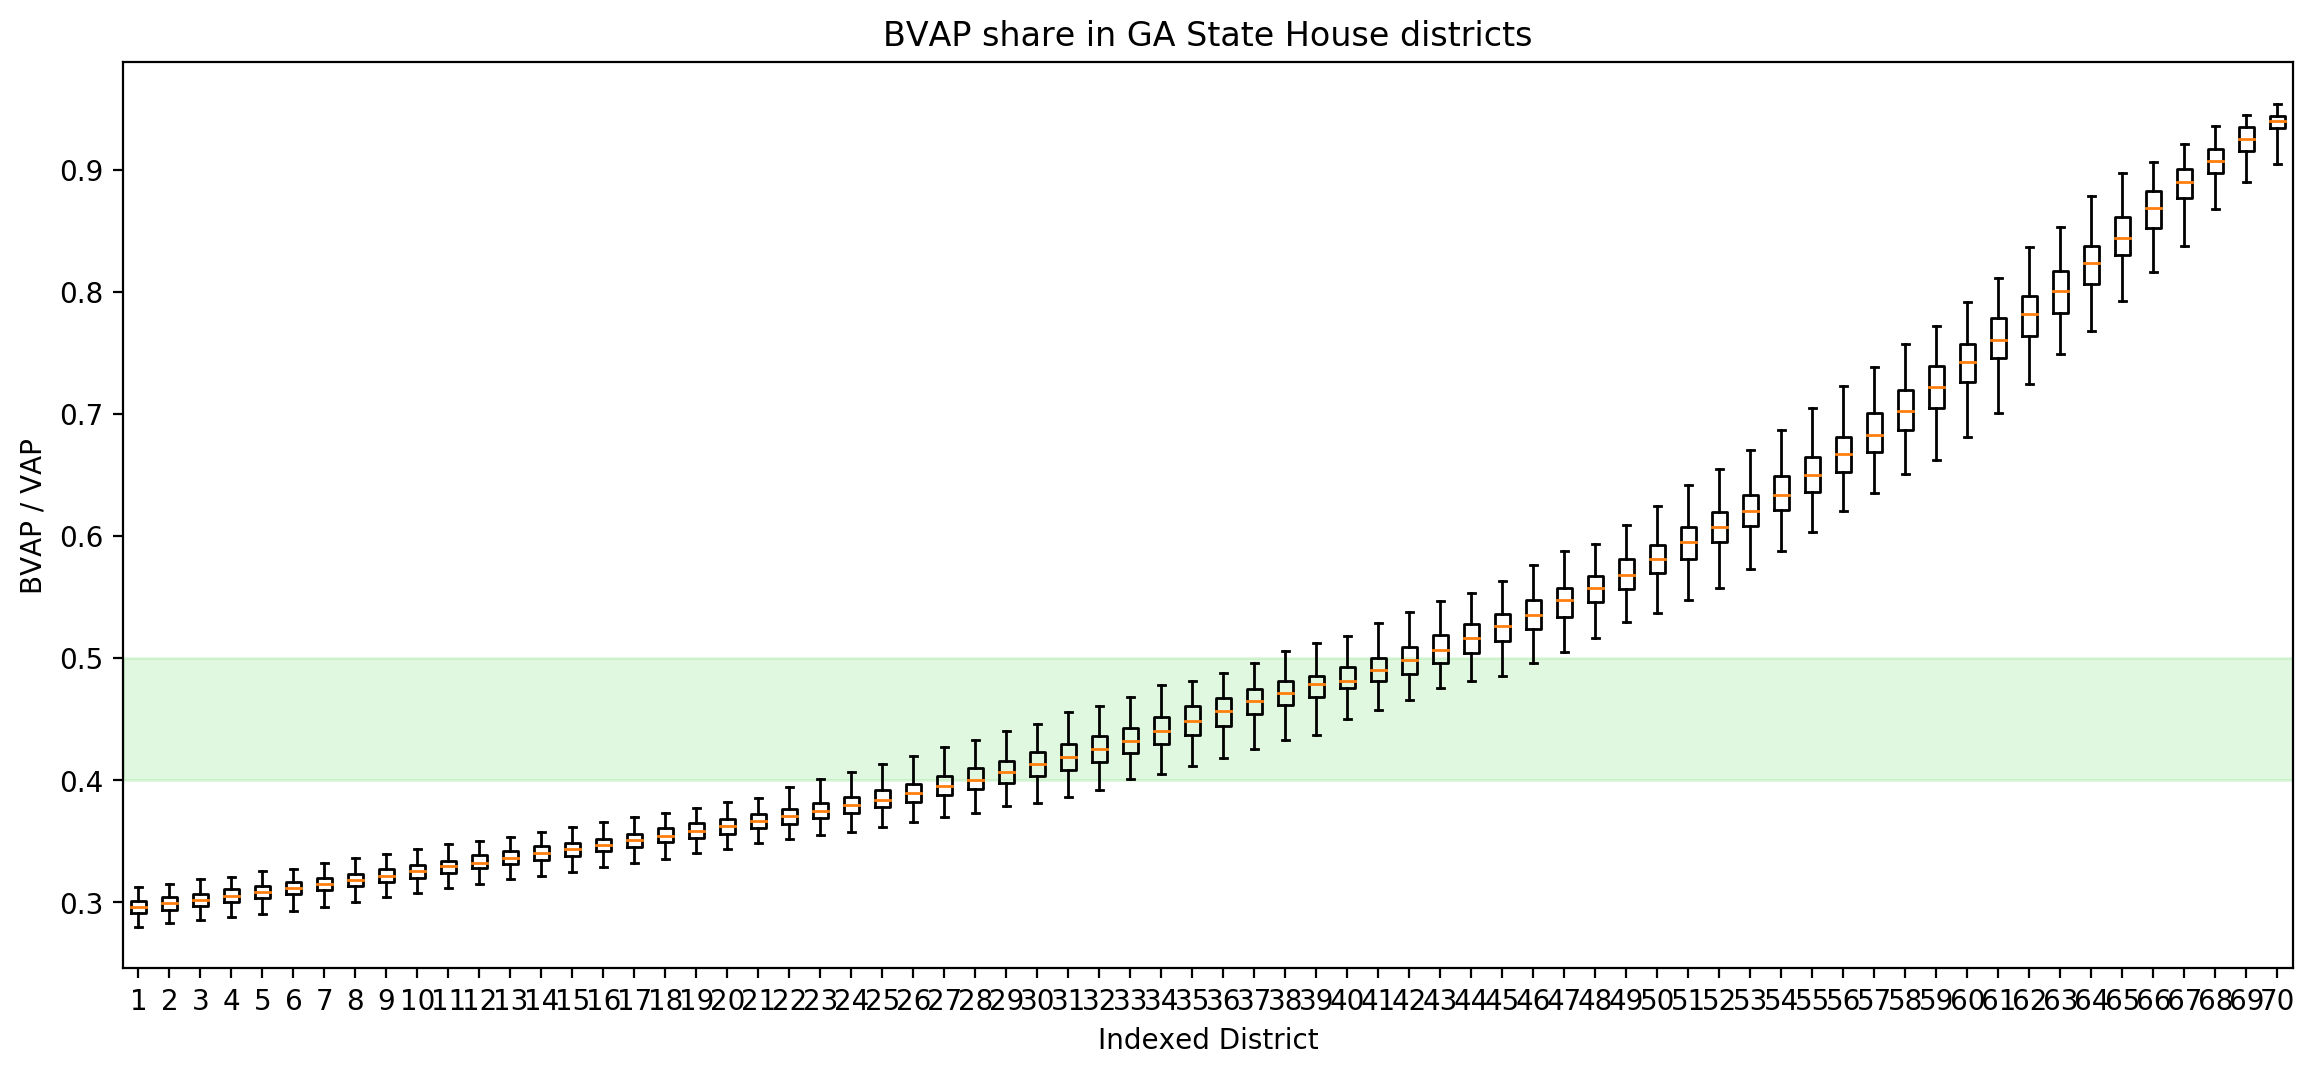 BVAP share in GA State House districts
0.9
0.8
0.7
0.6
0.5
0.4
0.3
BVAP / VAP
1 2 3 4 5 6 7 8 9 10 11 12 13 14 15 16 17 18 19 20 21 22 23 24 25 26 27 28 29 30 31 32 33 34 35 36 37 38 39 40 41 42 43 44 45 46 47 48 49 50 51 52 53 54 55 56 57 58 59 60 61 62 63 64 65 66 67 68 69 70
Indexed District